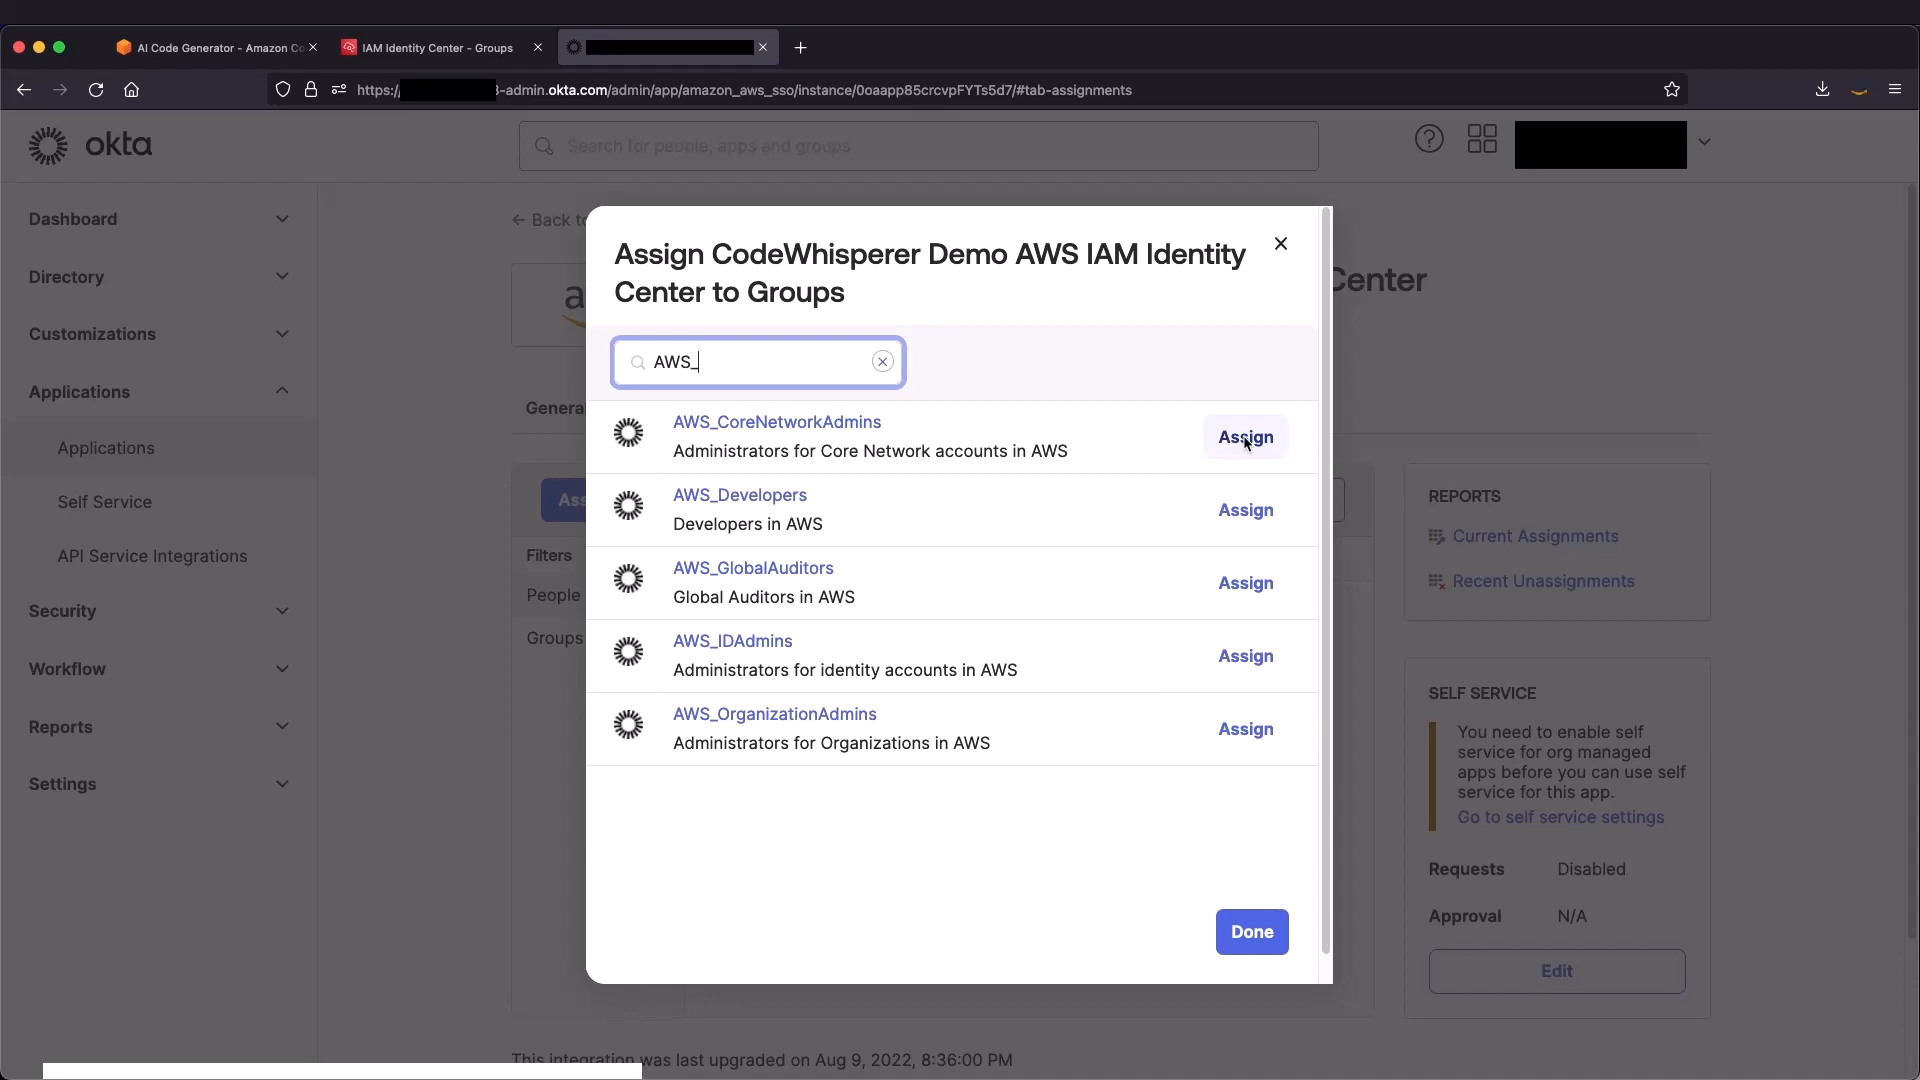 AI Code Generator - Amazon Co
IAM Identity Center - Groups
https:/
-admin.okta.com/admin/app/amazon_aws_sso/instance/0oaapp85crcvpFYTs5d7/#tab-assignments
okta
Search for people, apps and groups
Dashboard
Directory
Customizations
Applications
Applications
Self Service
API Service Integrations
Security
Workflow
Reports
Settings
Back to
Center
Genera
Ass
Filters
People
Groups
Assign CodeWhisperer Demo AWS IAM Identity
Center to Groups
AWS_
AWS_CoreNetworkAdmins
Administrators for Core Network accounts in AWS
Assign
AWS_Developers
Developers in AWS
Assign
AWS_GlobalAuditors
Global Auditors in AWS
Assign
AWS_IDAdmins
Administrators for identity accounts in AWS
Assign
AWS_OrganizationAdmins
Administrators for Organizations in AWS
Assign
Done
REPORTS
Current Assignments
Recent Unassignments
SELF SERVICE
You need to enable self
service for org managed
apps before you can use self
service for this app.
Go to self service settings
Requests Disabled
Approval N/A
Edit
This integration was last upgraded on Aug 9, 2022, 8:36:00 PM